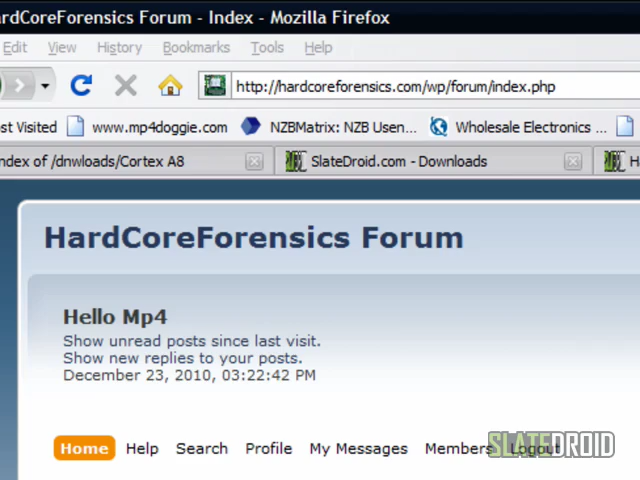 ardCoreForensics Forum - Index - Mozilla Firefox
Edit View History Bookmarks Tools Help
http://hardcoreforensics.com/wp/forum/index.php
ost Visited www.mp4doggie.com NZBMatrix: NZB Usen... Wholesale Electronics ...
ndex of /dnwloads/Cortex A8 SlateDroid.com - Downloads H
HardCoreForensics Forum
Hello Mp4
Show unread posts since last visit.
Show new replies to your posts.
December 23, 2010, 03:22:42 PM
Home Help Search Profile My Messages Members Logout
SLATEDROID